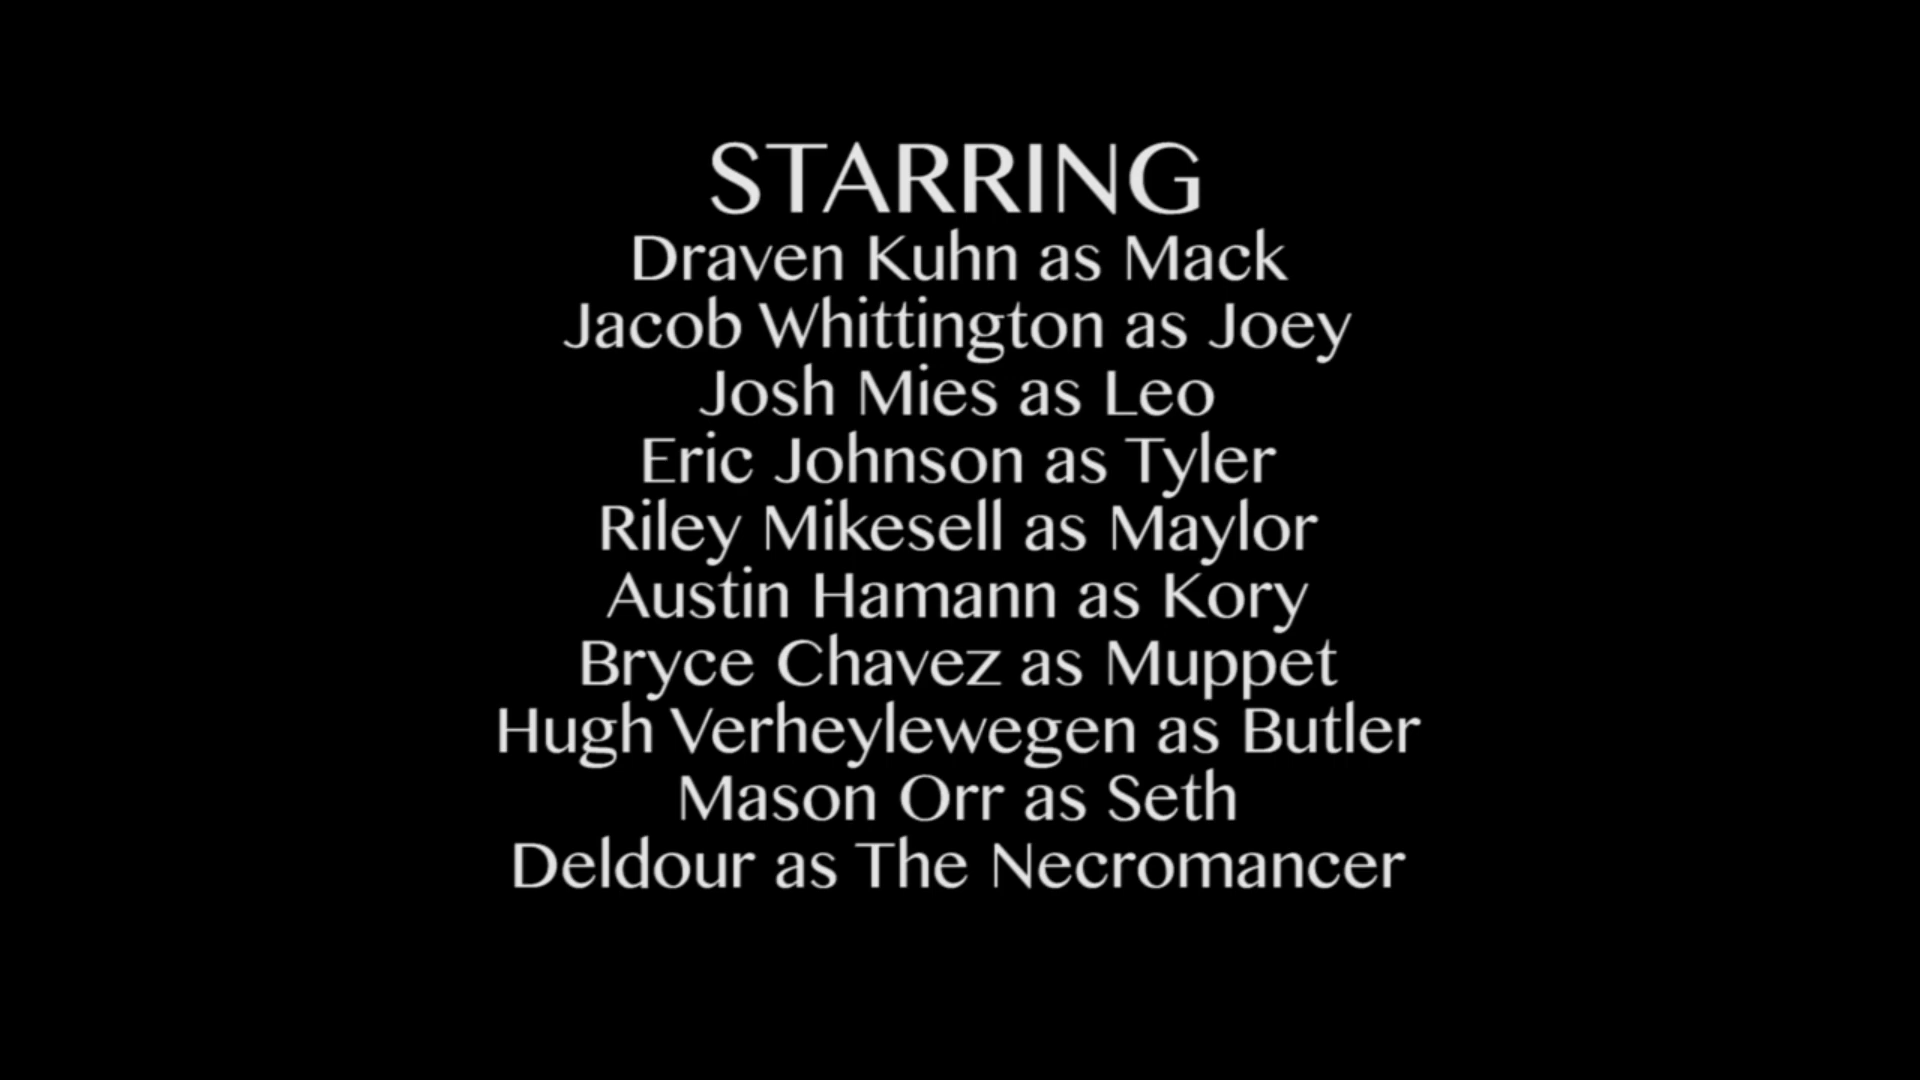 STARRING
Draven Kuhn as Mack
Jacob Whittington as Joey
Josh Mies as Leo
Eric Johnson as Tyler
Riley Mikesell as Maylor
Austin Hamann as Kory
Bryce Chavez as Muppet
Hugh Verheylewegen as Butler
Mason Orr as Seth
Deldour as The Necromancer